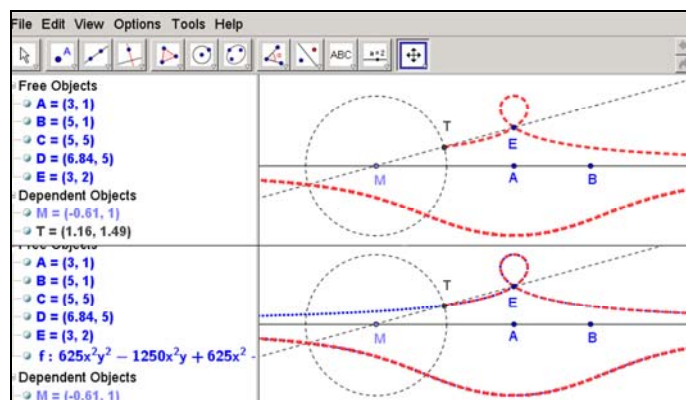 File Edit View Options Tools Help
A ABC a=2
Free Objects
A = (3, 1)
B = (5, 1)
C = (5, 5)
D = (6.84, 5)
E = (3, 2)
Dependent Objects
M = (-0.61, 1)
T = (1.16, 1.49)
T
E
M A B
Free Objects
A = (3, 1)
B = (5, 1)
C = (5, 5)
D = (6.84, 5)
E = (3, 2)
f : 625x²y² − 1250x²y + 625x² -
Dependent Objects
M = (-0.61, 1)
T
E
M A B